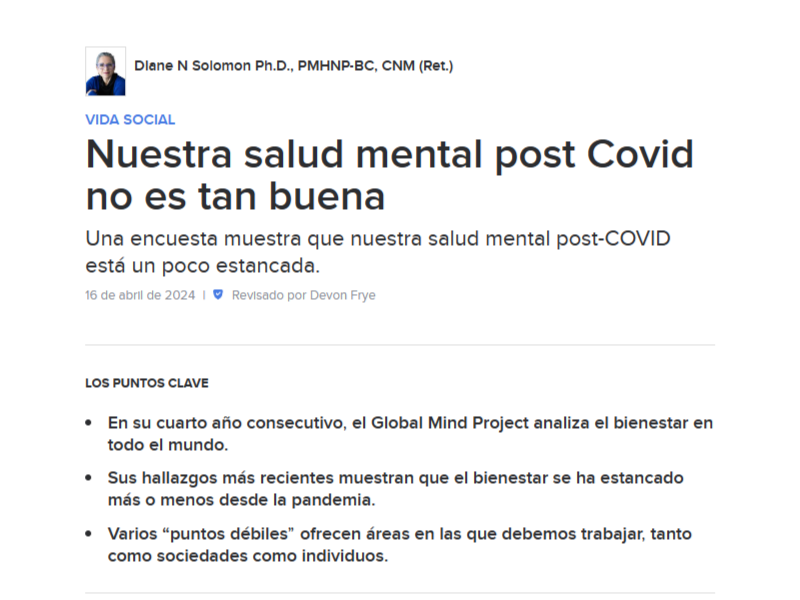 Diane N Solomon Ph.D., PMHNP-BC, CNM (Ret.)
VIDA SOCIAL
Nuestra salud mental post Covid
no es tan buena
Una encuesta muestra que nuestra salud mental post-COVID
está un poco estancada.
16 de abril de 2024 | Revisado por Devon Frye
LOS PUNTOS CLAVE
• En su cuarto año consecutivo, el Global Mind Project analiza el bienestar en
todo el mundo.
• Sus hallazgos más recientes muestran que el bienestar se ha estancado
más o menos desde la pandemia.
• Varios “puntos débiles” ofrecen áreas en las que debemos trabajar, tanto
como sociedades como individuos.